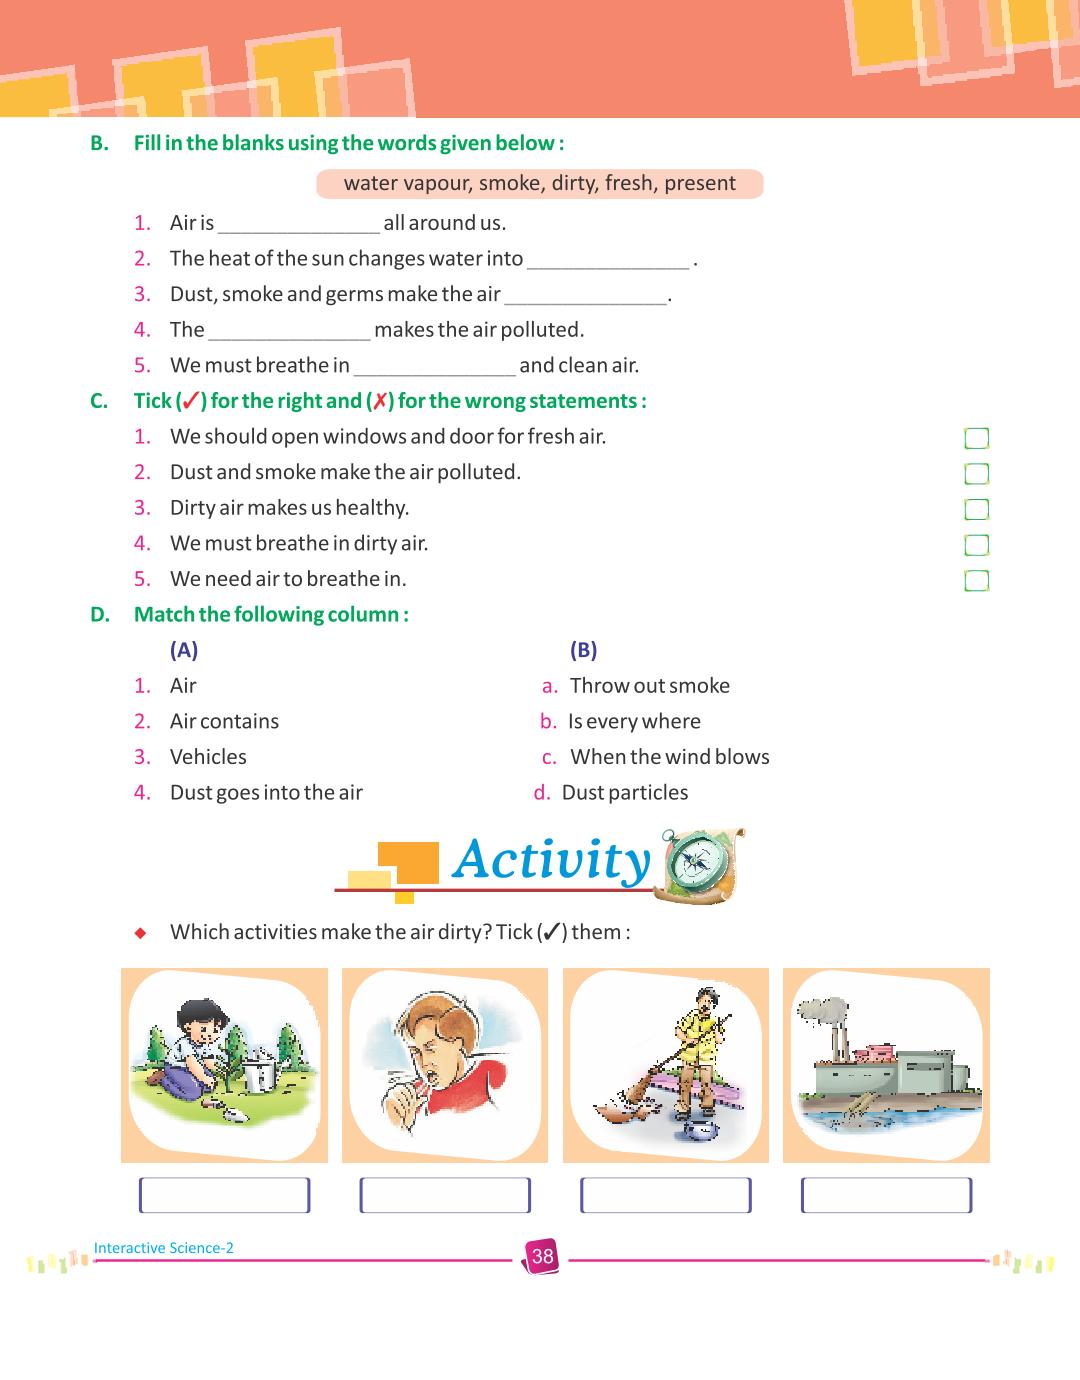 B. Fill in the blanks using the words given below :
water vapour, smoke, dirty, fresh, present
1. Air is ______________ all around us.
2. The heat of the sun changes water into ______________ .
3. Dust, smoke and germs make the air ______________.
4. The ______________ makes the air polluted.
5. We must breathe in ______________ and clean air.
C. Tick (✓) for the right and (✗) for the wrong statements :
1. We should open windows and door for fresh air.
2. Dust and smoke make the air polluted.
3. Dirty air makes us healthy.
4. We must breathe in dirty air.
5. We need air to breathe in.
D. Match the following column :
(A) (B)
1. Air a. Throw out smoke
2. Air contains b. Is every where
3. Vehicles c. When the wind blows
4. Dust goes into the air d. Dust particles
Activity
◆ Which activities make the air dirty? Tick (✓) them :
Interactive Science-2
38